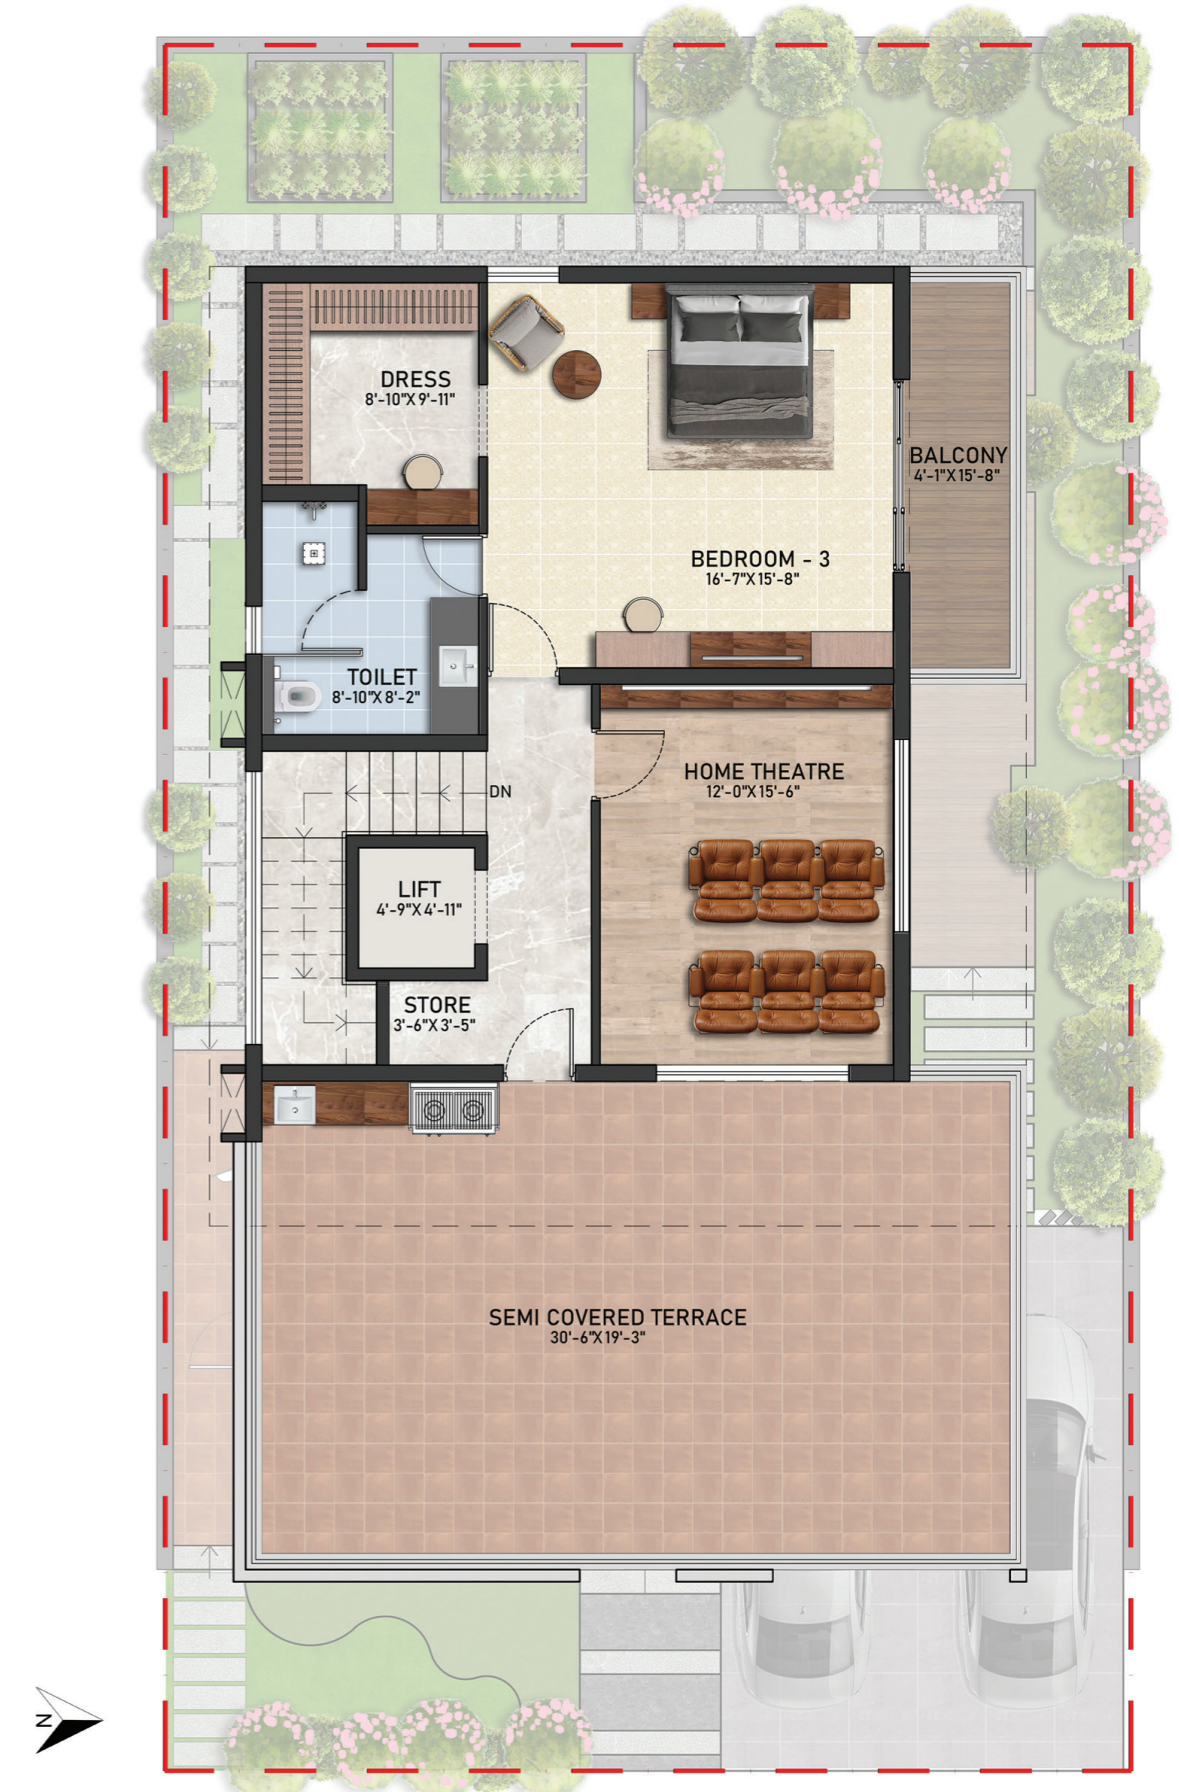 DRESS
8'-10"X 9'-11"
BALCONY
4'-1"X 15'-8"
BEDROOM - 3
16'-7"X 15'-8"
TOILET
8'-10"X 8'-2"
HOME THEATRE
12'-0"X 15'-6"
DN
LIFT
4'-9"X 4'-11"
STORE
3'-6"X 3'-5"
SEMI COVERED TERRACE
30'-6"X 19'-3"
N